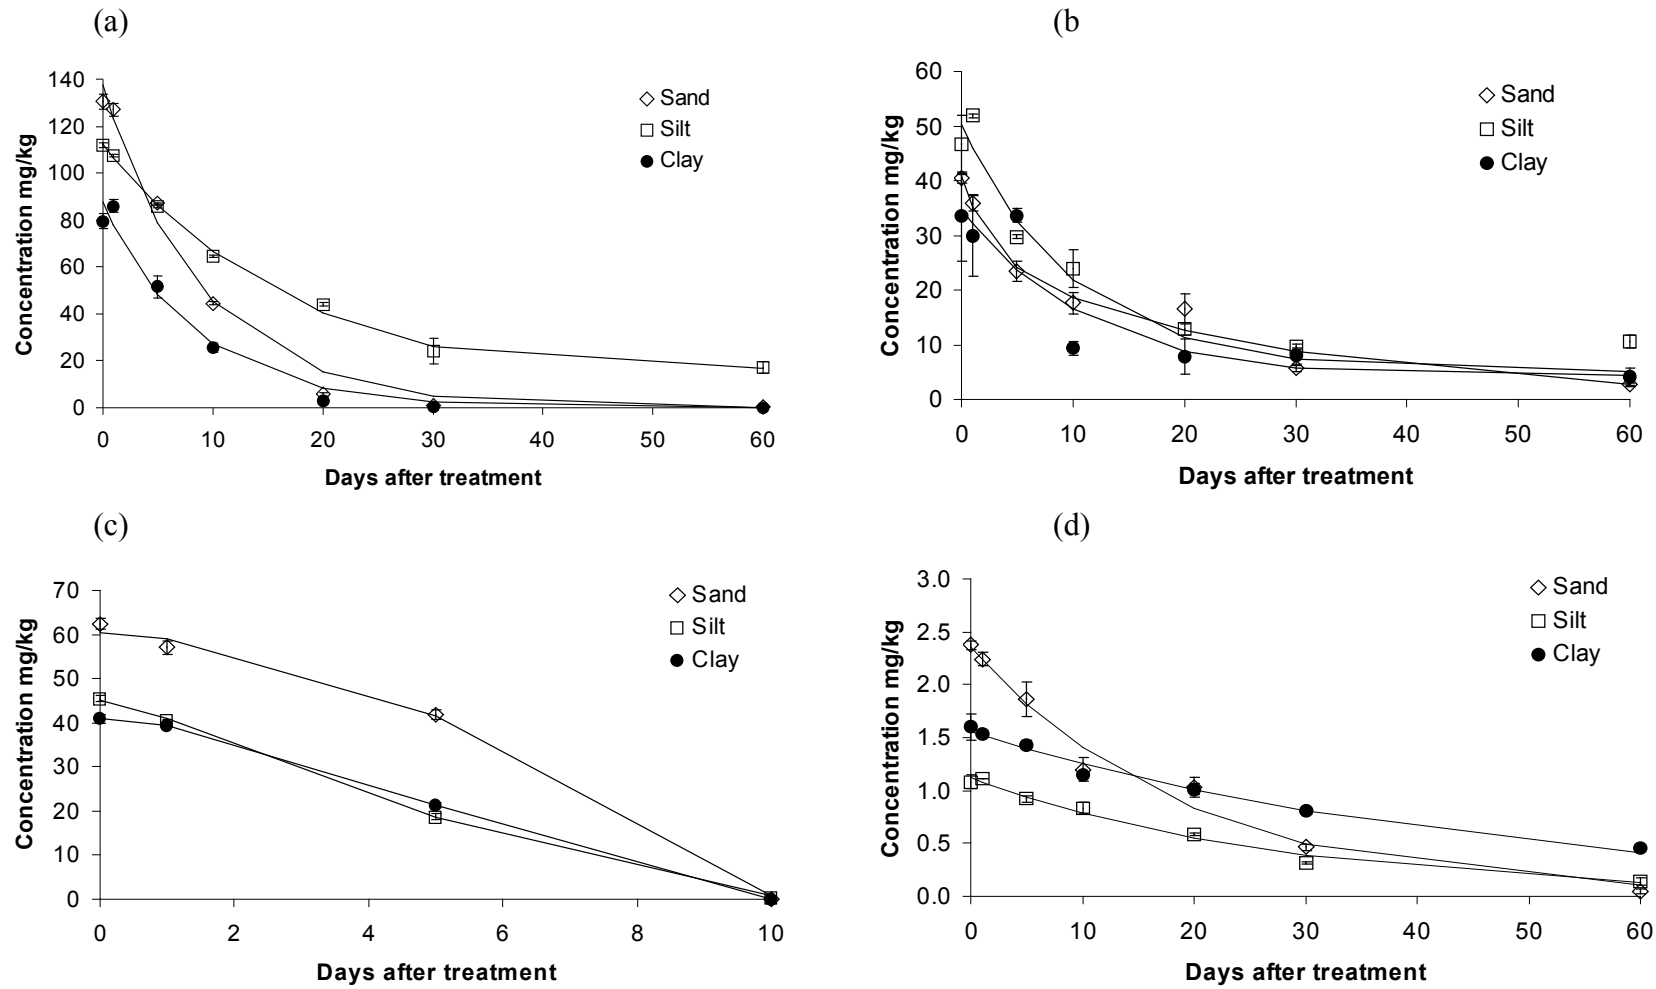 (a)
140
120
100
80
60
40
20
0
Concentration mg/kg
0 10 20 30 40 50 60
Days after treatment
Sand
Silt
Clay
(b
60
50
40
30
20
10
0
Concentration mg/kg
0 10 20 30 40 50 60
Days after treatment
Sand
Silt
Clay
(c)
70
60
50
40
30
20
10
0
Concentration mg/kg
0 2 4 6 8 10
Days after treatment
Sand
Silt
Clay
(d)
3.0
2.5
2.0
1.5
1.0
0.5
0.0
Concentration mg/kg
0 10 20 30 40 50 60
Days after treatment
Sand
Silt
Clay